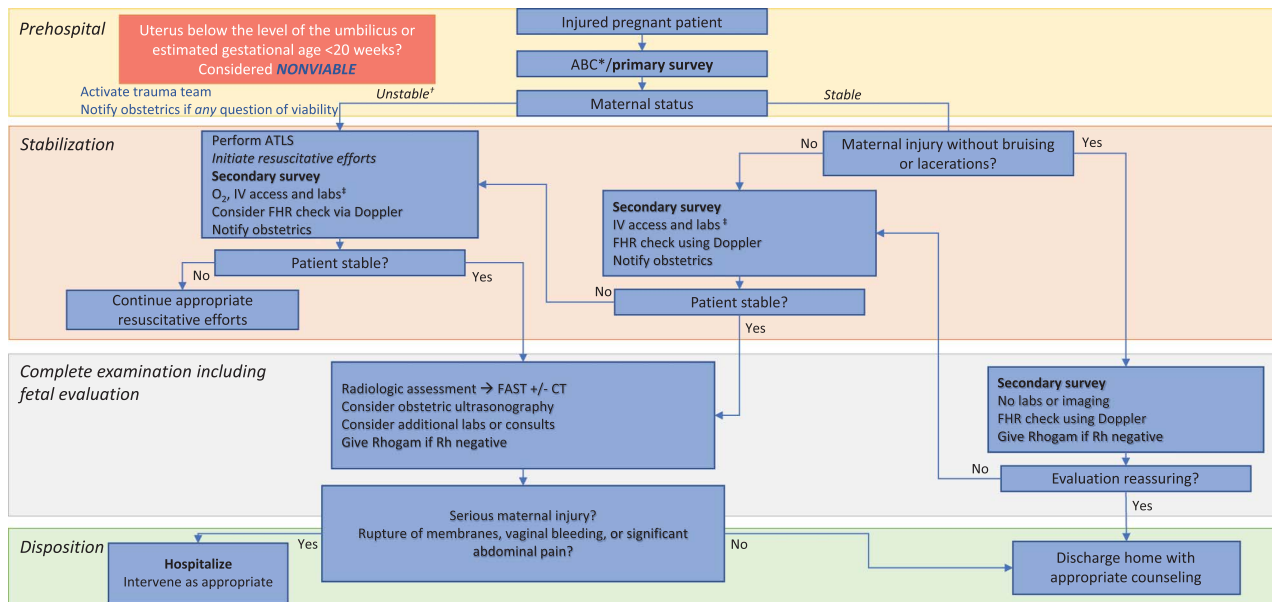 Prehospital
Uterus below the level of the umbilicus or
estimated gestational age <20 weeks?
Considered NONVIABLE
Injured pregnant patient
ABC*/primary survey
Activate trauma team
Notify obstetrics if any question of viability
Unstable†
Maternal status
Stable
Stabilization
Perform ATLS
Initiate resuscitative efforts
Secondary survey
O₂, IV access and labs‡
Consider FHR check via Doppler
Notify obstetrics
No
Maternal injury without bruising
or lacerations?
Yes
Secondary survey
IV access and labs‡
FHR check using Doppler
Notify obstetrics
Patient stable?
No
Yes
Continue appropriate
resuscitative efforts
No
Patient stable?
Yes
Complete examination including
fetal evaluation
Radiologic assessment → FAST +/- CT
Consider obstetric ultrasonography
Consider additional labs or consults
Give Rhogam if Rh negative
Secondary survey
No labs or imaging
FHR check using Doppler
Give Rhogam if Rh negative
No
Evaluation reassuring?
Yes
Disposition
Serious maternal injury?
Rupture of membranes, vaginal bleeding, or significant
abdominal pain?
Yes
No
Hospitalize
Intervene as appropriate
Discharge home with
appropriate counseling